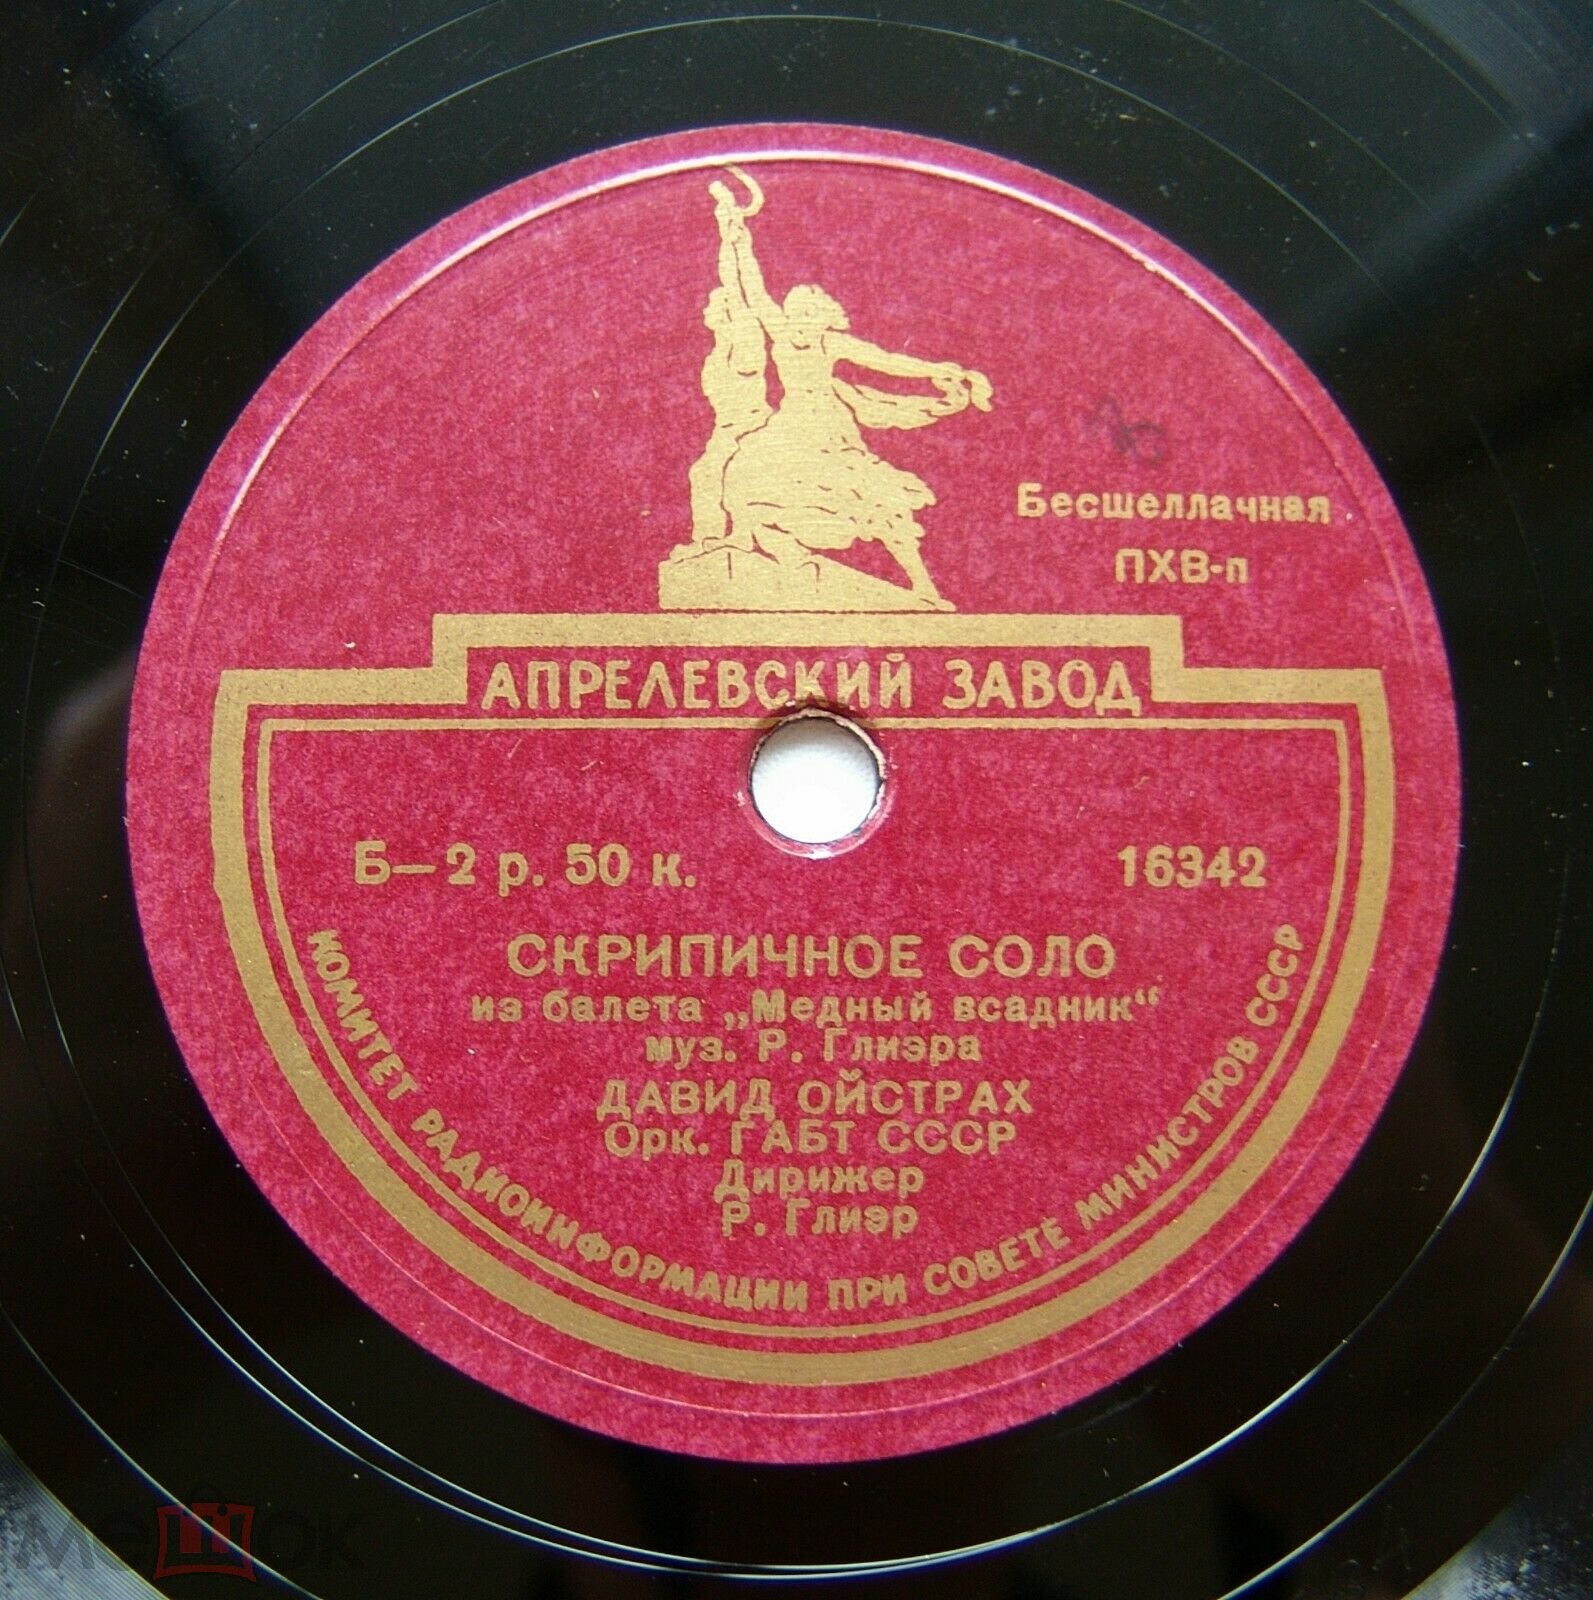 Бесшеллачная
ПХВ-п
АПРЕЛЕВСКИЙ ЗАВОД
Б—2 р. 50 к.
16342
СКРИПИЧНОЕ СОЛО
из балета „Медный всадник“
муз. Р. Глиэра
ДАВИД ОЙСТРАХ
Орк. ГАБТ СССР
Дирижер
Р. Глиэр
КОМИТЕТ РАДИОИНФОРМАЦИИ ПРИ СОВЕТЕ МИНИСТРОВ СССР
мешок